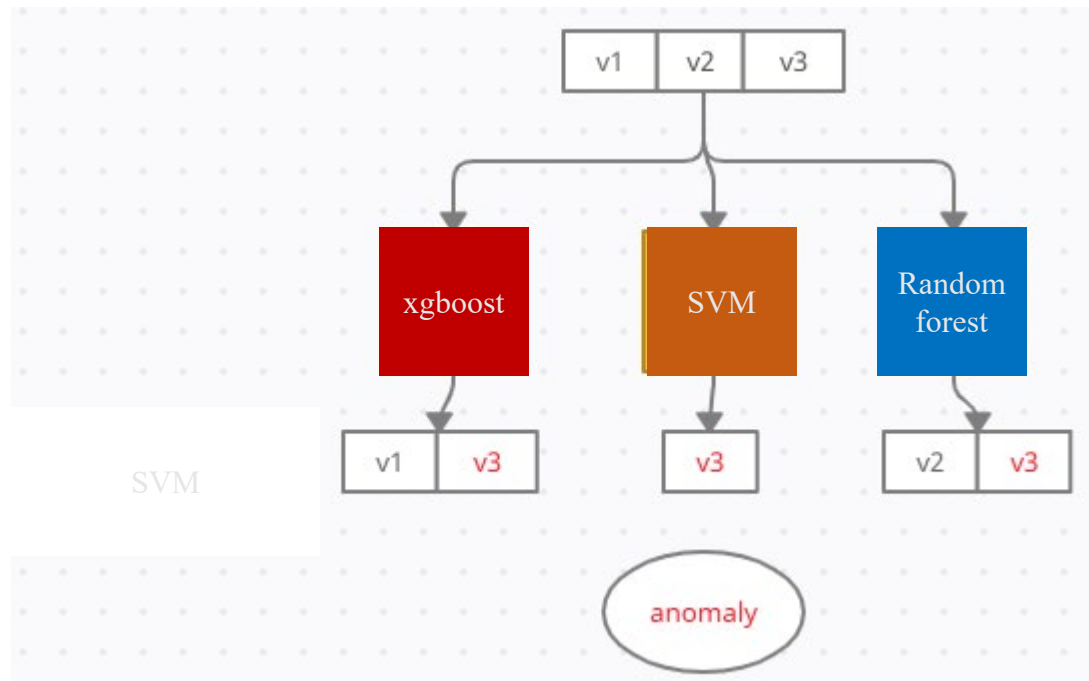 v1 v2 v3
xgboost
SVM
Random
forest
v1 v3
v3
v2 v3
SVM
anomaly